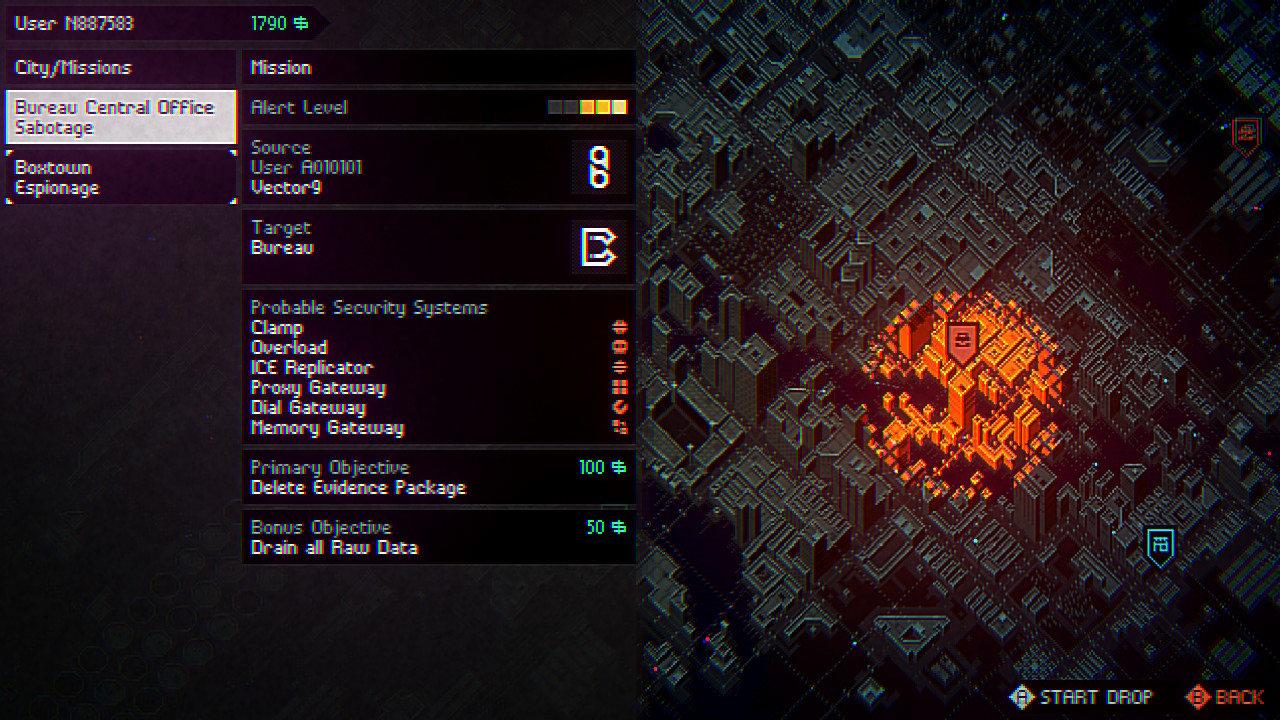 User N887583
1790
City/Missions
Bureau Central Office
Sabotage
Boxtown
Espionage
Mission
Alert Level
Source
User A010101
Vector9
Target
Bureau
Probable Security Systems
Clamp
Overload
ICE Replicator
Proxy Gateway
Dial Gateway
Memory Gateway
Primary Objective
100
Delete Evidence Package
Bonus Objective
50
Drain all Raw Data
A START DROP
B BACK